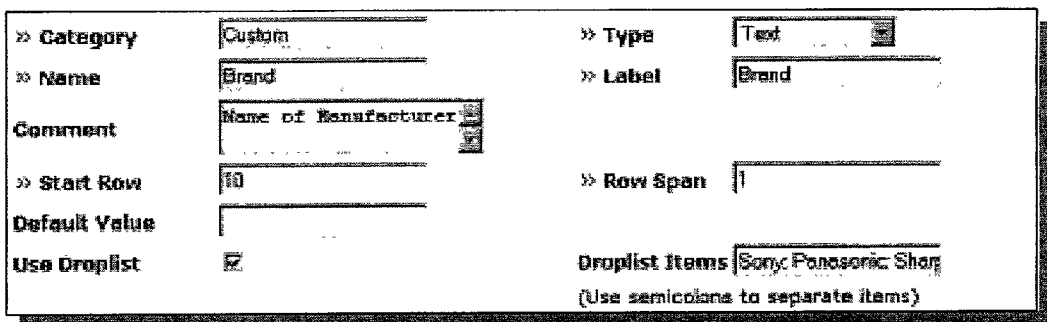 » Category Custom » Type Text
» Name Brand » Label Brand
Comment Name of Manufacturer
» Start Row 10 » Row Span 1
Default Value
Use Droplist Droplist Items Sony; Panasonic; Shar
(Use semicolons to separate items)